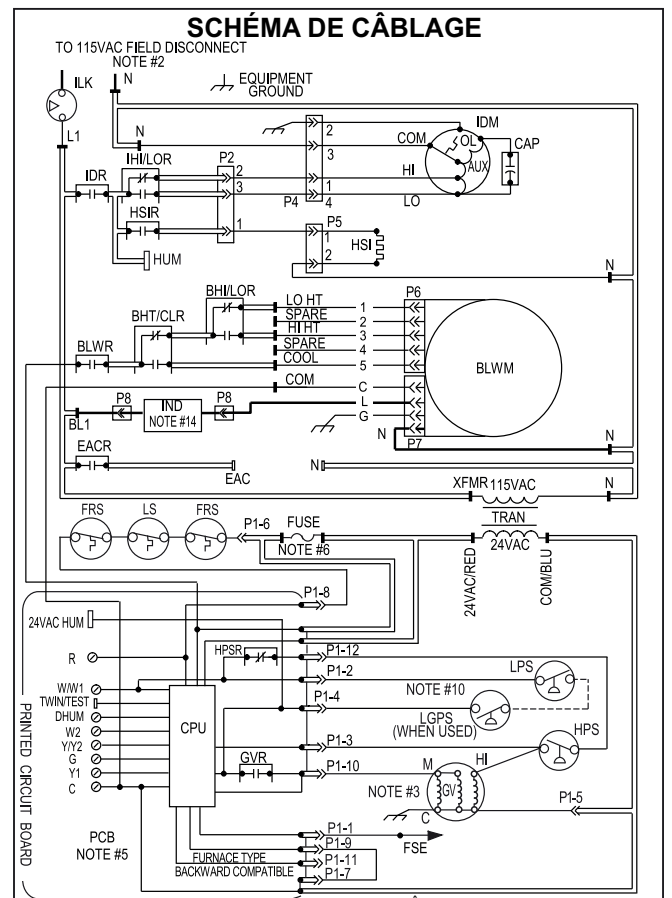 SCHÉMA DE CÂBLAGE
TO 115VAC FIELD DISCONNECT
NOTE #2
N
ILK
EQUIPMENT
GROUND
L1
N
2
3
COM
IDM
OL
CAP
AUX
IHI/LOR
IDR
P2
2
3
HI
1
P4
4
LO
HSIR
1
P5
1
2
HSI
HUM
N
BHI/LOR
P6
BHT/CLR
LO HT
1
SPARE
2
HI HT
3
SPARE
4
BLWR
COOL
5
BLWM
COM
C
P8
IND
NOTE #14
P8
L
BL1
G
N
P7
N
EACR
EAC
N
XFMR
115VAC
N
TRAN
24VAC
FRS
LS
FRS
P1-6
FUSE
NOTE #6
24VAC/RED
COM/BLU
P1-8
24VAC HUM
HPSR
P1-12
R
P1-2
LPS
NOTE #10
W/W1
P1-4
TWIN/TEST
LGPS
(WHEN USED)
DHUM
CPU
HPS
W2
P1-3
Y/Y2
GVR
HI
G
P1-10
M
Y1
NOTE #3
GV
P1-5
C
C
PRINTED CIRCUIT BOARD
P1-1
PCB
NOTE #5
P1-9
FSE
FURNACE TYPE
P1-11
BACKWARD COMPATIBLE
P1-7